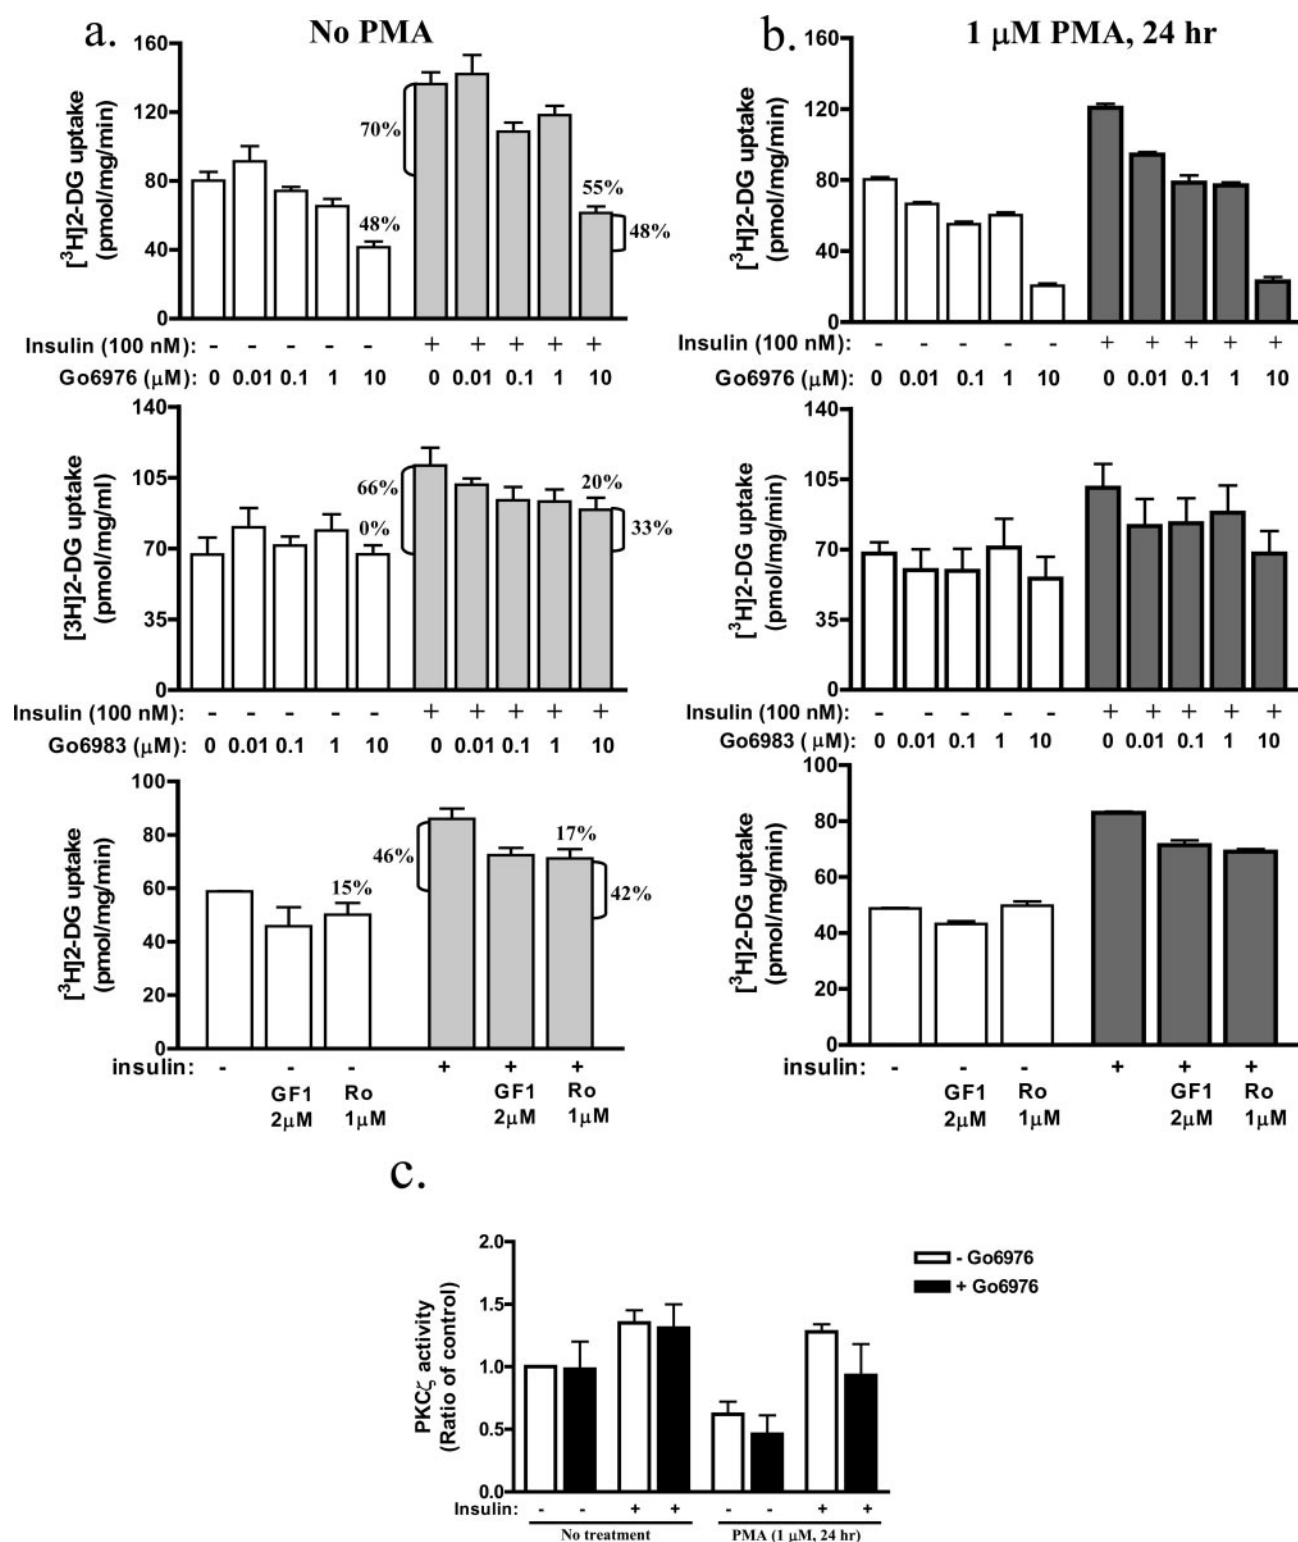 a. No PMA
160
120
80
40
0
[³H]2-DG uptake
(pmol/mg/min)
48%
70%
55%
48%
Insulin (100 nM): - - - - - + + + + +
Go6976 (μM): 0 0.01 0.1 1 10 0 0.01 0.1 1 10
140
105
70
35
0
[3H]2-DG uptake
(pmol/mg/ml)
66%
0%
20%
33%
Insulin (100 nM): - - - - - + + + + +
Go6983 (μM): 0 0.01 0.1 1 10 0 0.01 0.1 1 10
100
80
60
40
20
0
[³H]2-DG uptake
(pmol/mg/min)
15%
46%
17%
42%
insulin: - - - + + +
GF1 Ro GF1 Ro
2μM 1μM 2μM 1μM
b. 1 μM PMA, 24 hr
160
120
80
40
0
[³H]2-DG uptake
(pmol/mg/min)
Insulin (100 nM): - - - - - + + + + +
Go6976 (μM): 0 0.01 0.1 1 10 0 0.01 0.1 1 10
140
105
70
35
0
[³H]2-DG uptake
(pmol/mg/min)
Insulin (100 nM): - - - - - + + + + +
Go6983 ( μM): 0 0.01 0.1 1 10 0 0.01 0.1 1 10
100
80
60
40
20
0
[³H]2-DG uptake
(pmol/mg/min)
insulin: - - - + + +
GF1 Ro GF1 Ro
2μM 1μM 2μM 1μM
c.
2.0
1.5
1.0
0.5
0.0
PKCζ activity
(Ratio of control)
- Go6976
+ Go6976
Insulin: - - + + - - + +
No treatment PMA (1 μM, 24 hr)